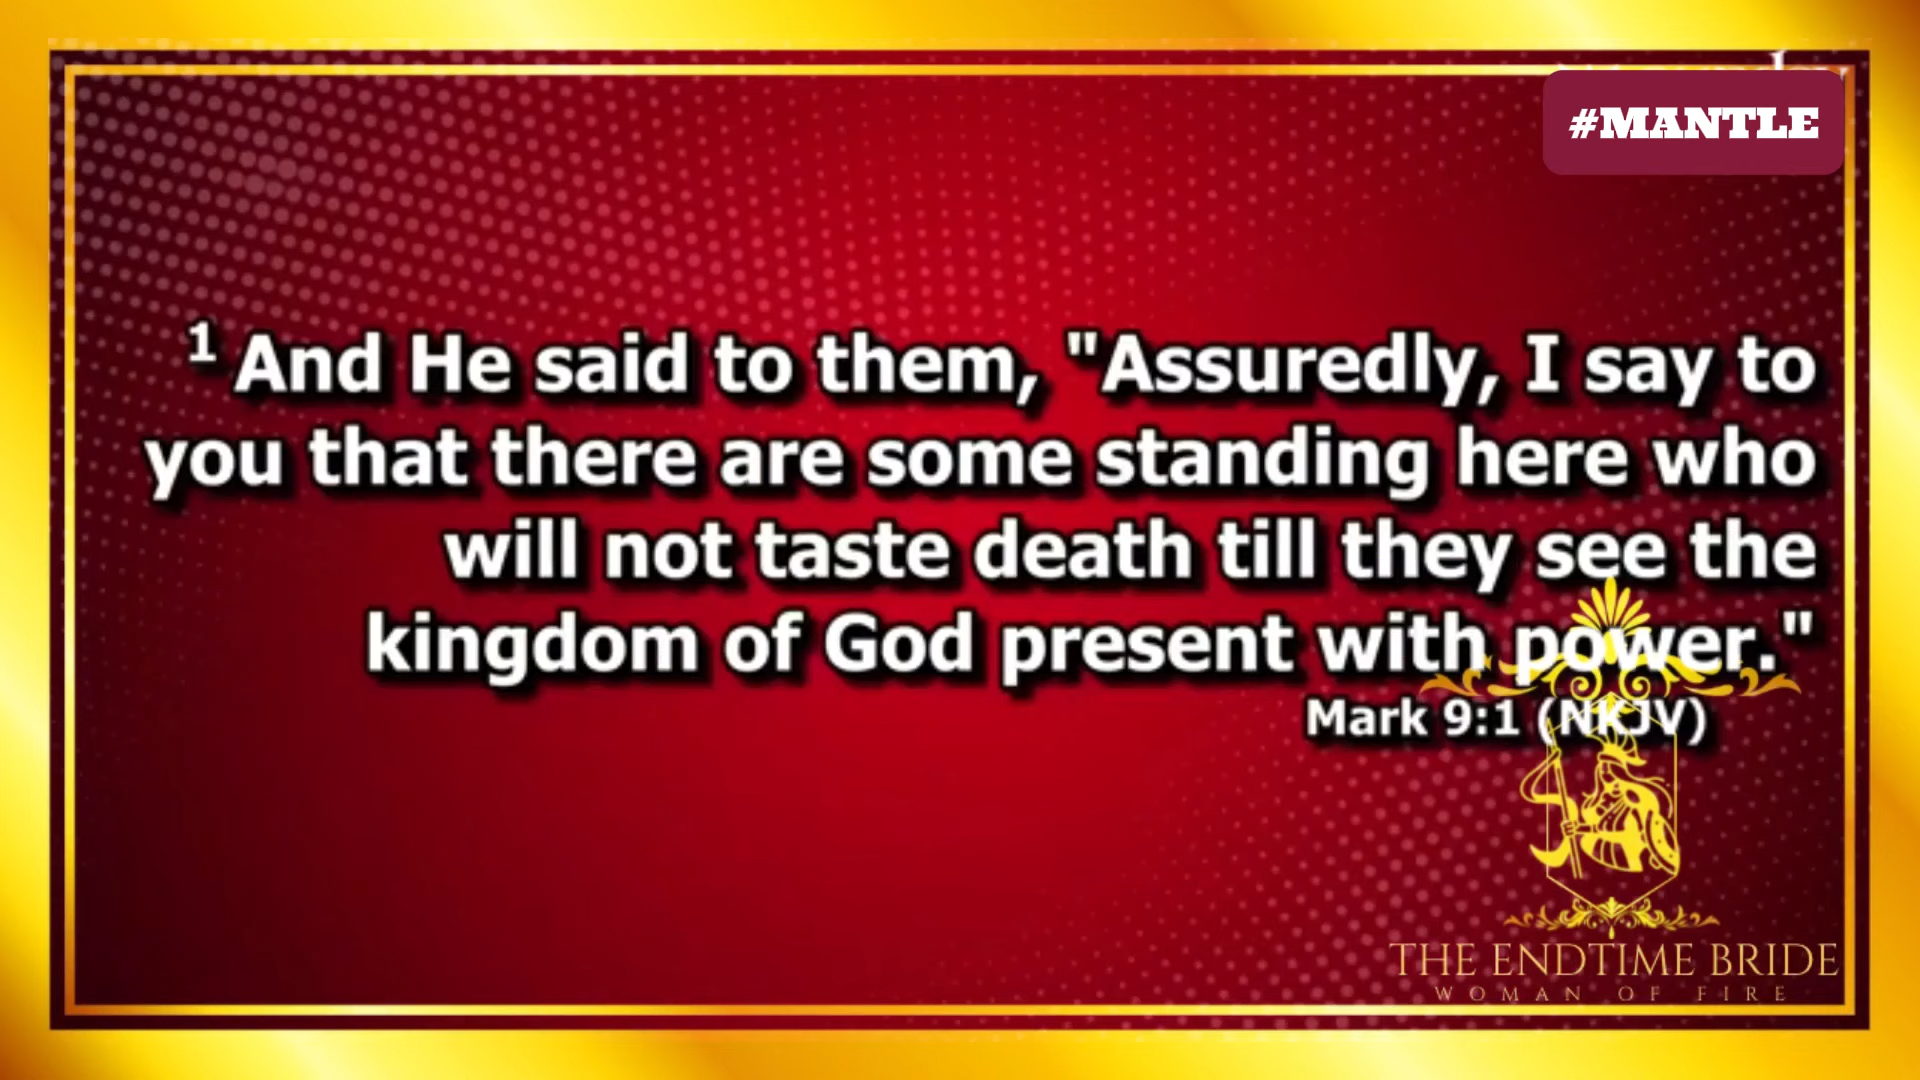 #MANTLE
1 And He said to them, "Assuredly, I say to
you that there are some standing here who
will not taste death till they see the
kingdom of God present with power."
Mark 9:1 (NKJV)
THE ENDTIME BRIDE
WOMAN OF FIRE